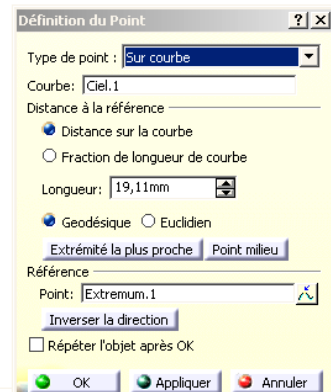 Définition du Point
Type de point : Sur courbe
Courbe: Ciel.1
Distance à la référence
Distance sur la courbe
Fraction de longueur de courbe
Longueur: 19,11mm
Geodésique Euclidien
Extrémité la plus proche Point milieu
Référence
Point: Extremum.1
Inverser la direction
Répéter l'objet après OK
OK Appliquer Annuler